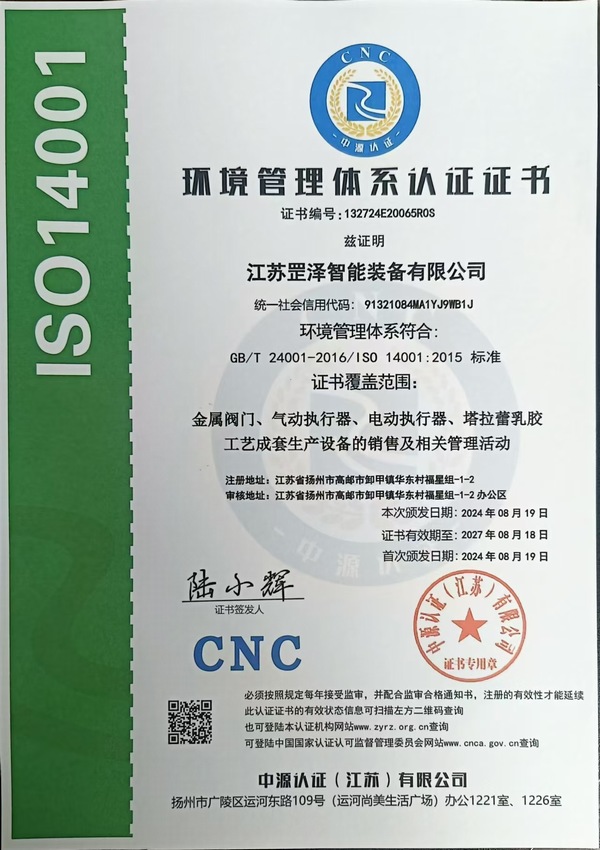 ISO14001
CNC
中源认证
环境管理体系认证证书
证书编号:132724E20065R0S
兹证明
江苏罡泽智能装备有限公司
统一社会信用代码: 91321084MA1YJ9WB1J
环境管理体系符合:
GB/T 24001-2016/ISO 14001:2015 标准
证书覆盖范围:
金属阀门、气动执行器、电动执行器、塔拉蕾乳胶
工艺成套生产设备的销售及相关管理活动
注册地址: 江苏省扬州市高邮市卸甲镇华东村福星组-1-2
审核地址: 江苏省扬州市高邮市卸甲镇华东村福星组-1-2 办公区
本次颁发日期: 2024 年 08 月 19 日
证书有效期至: 2027 年 08 月 18 日
首次颁发日期: 2024 年 08 月 19 日
中源认证
陆小辉
证书签发人
中源认证(江苏)有限公司
证书专用章
CNC
必须按照规定每年接受监审，并配合监审合格通知书，注册的有效性才能延续
此认证证书的有效状态信息可扫描左方二维码查询
也可登陆本认证机构网站www.zyrz.org.cn查询
可登陆中国国家认证认可监督管理委员会网站www.cnca.gov.cn查询
中源认证(江苏)有限公司
扬州市广陵区运河东路109号（运河尚美生活广场）办公1221室、1226室